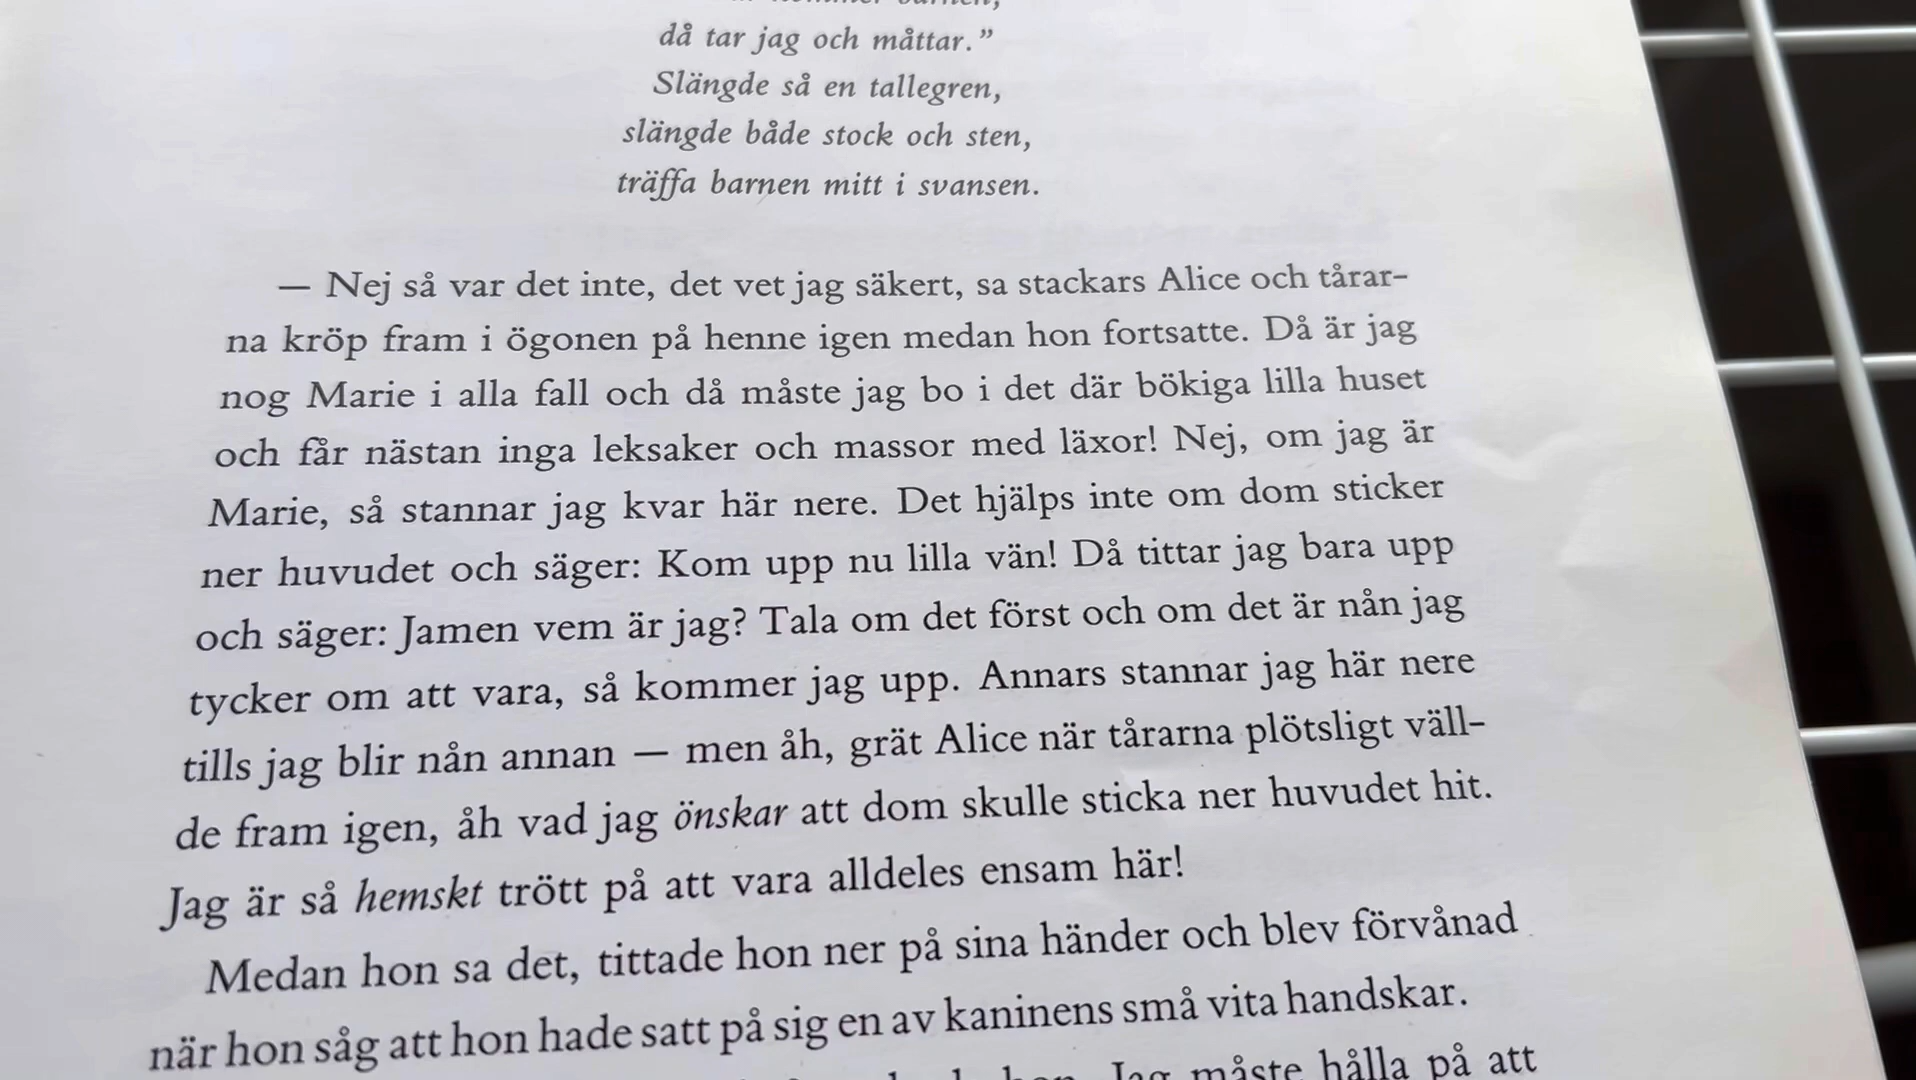 då tar jag och måttar.”
Slängde så en tallegren,
slängde både stock och sten,
träffa barnen mitt i svansen.
— Nej så var det inte, det vet jag säkert, sa stackars Alice och tårar-
na kröp fram i ögonen på henne igen medan hon fortsatte. Då är jag
nog Marie i alla fall och då måste jag bo i det där bökiga lilla huset
och får nästan inga leksaker och massor med läxor! Nej, om jag är
Marie, så stannar jag kvar här nere. Det hjälps inte om dom sticker
ner huvudet och säger: Kom upp nu lilla vän! Då tittar jag bara upp
och säger: Jamen vem är jag? Tala om det först och om det är nån jag
tycker om att vara, så kommer jag upp. Annars stannar jag här nere
tills jag blir nån annan — men åh, grät Alice när tårarna plötsligt väll-
de fram igen, åh vad jag önskar att dom skulle sticka ner huvudet hit.
Jag är så hemskt trött på att vara alldeles ensam här!
Medan hon sa det, tittade hon ner på sina händer och blev förvånad
när hon såg att hon hade satt på sig en av kaninens små vita handskar.
Jag måste hålla på att